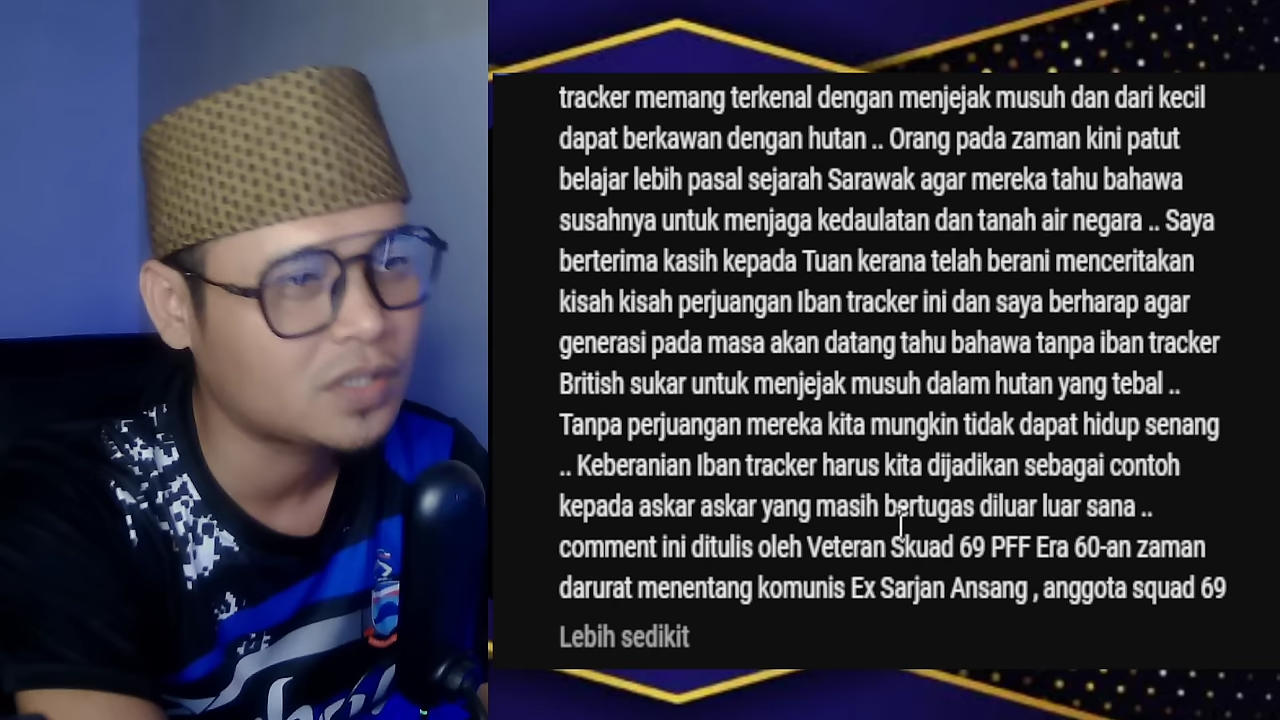 tracker memang terkenal dengan menjejak musuh dan dari kecil
dapat berkawan dengan hutan .. Orang pada zaman kini patut
belajar lebih pasal sejarah Sarawak agar mereka tahu bahawa
susahnya untuk menjaga kedaulatan dan tanah air negara .. Saya
berterima kasih kepada Tuan kerana telah berani menceritakan
kisah kisah perjuangan Iban tracker ini dan saya berharap agar
generasi pada masa akan datang tahu bahawa tanpa iban tracker
British sukar untuk menjejak musuh dalam hutan yang tebal ..
Tanpa perjuangan mereka kita mungkin tidak dapat hidup senang
.. Keberanian Iban tracker harus kita dijadikan sebagai contoh
kepada askar askar yang masih bertugas diluar luar sana ..
comment ini ditulis oleh Veteran Skuad 69 PFF Era 60-an zaman
darurat menentang komunis Ex Sarjan Ansang , anggota squad 69
Lebih sedikit